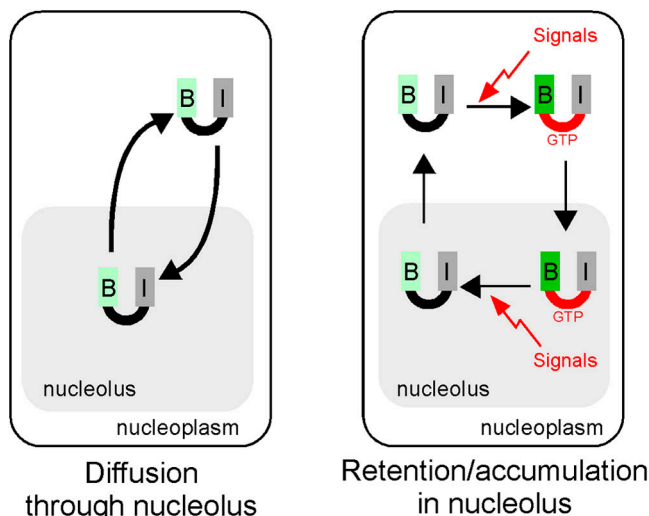 B I
B I
nucleolus
nucleoplasm
Diffusion
through nucleolus
Signals
B I
B I
GTP
B I
B I
GTP
Signals
nucleolus
nucleoplasm
Retention/accumulation
in nucleolus